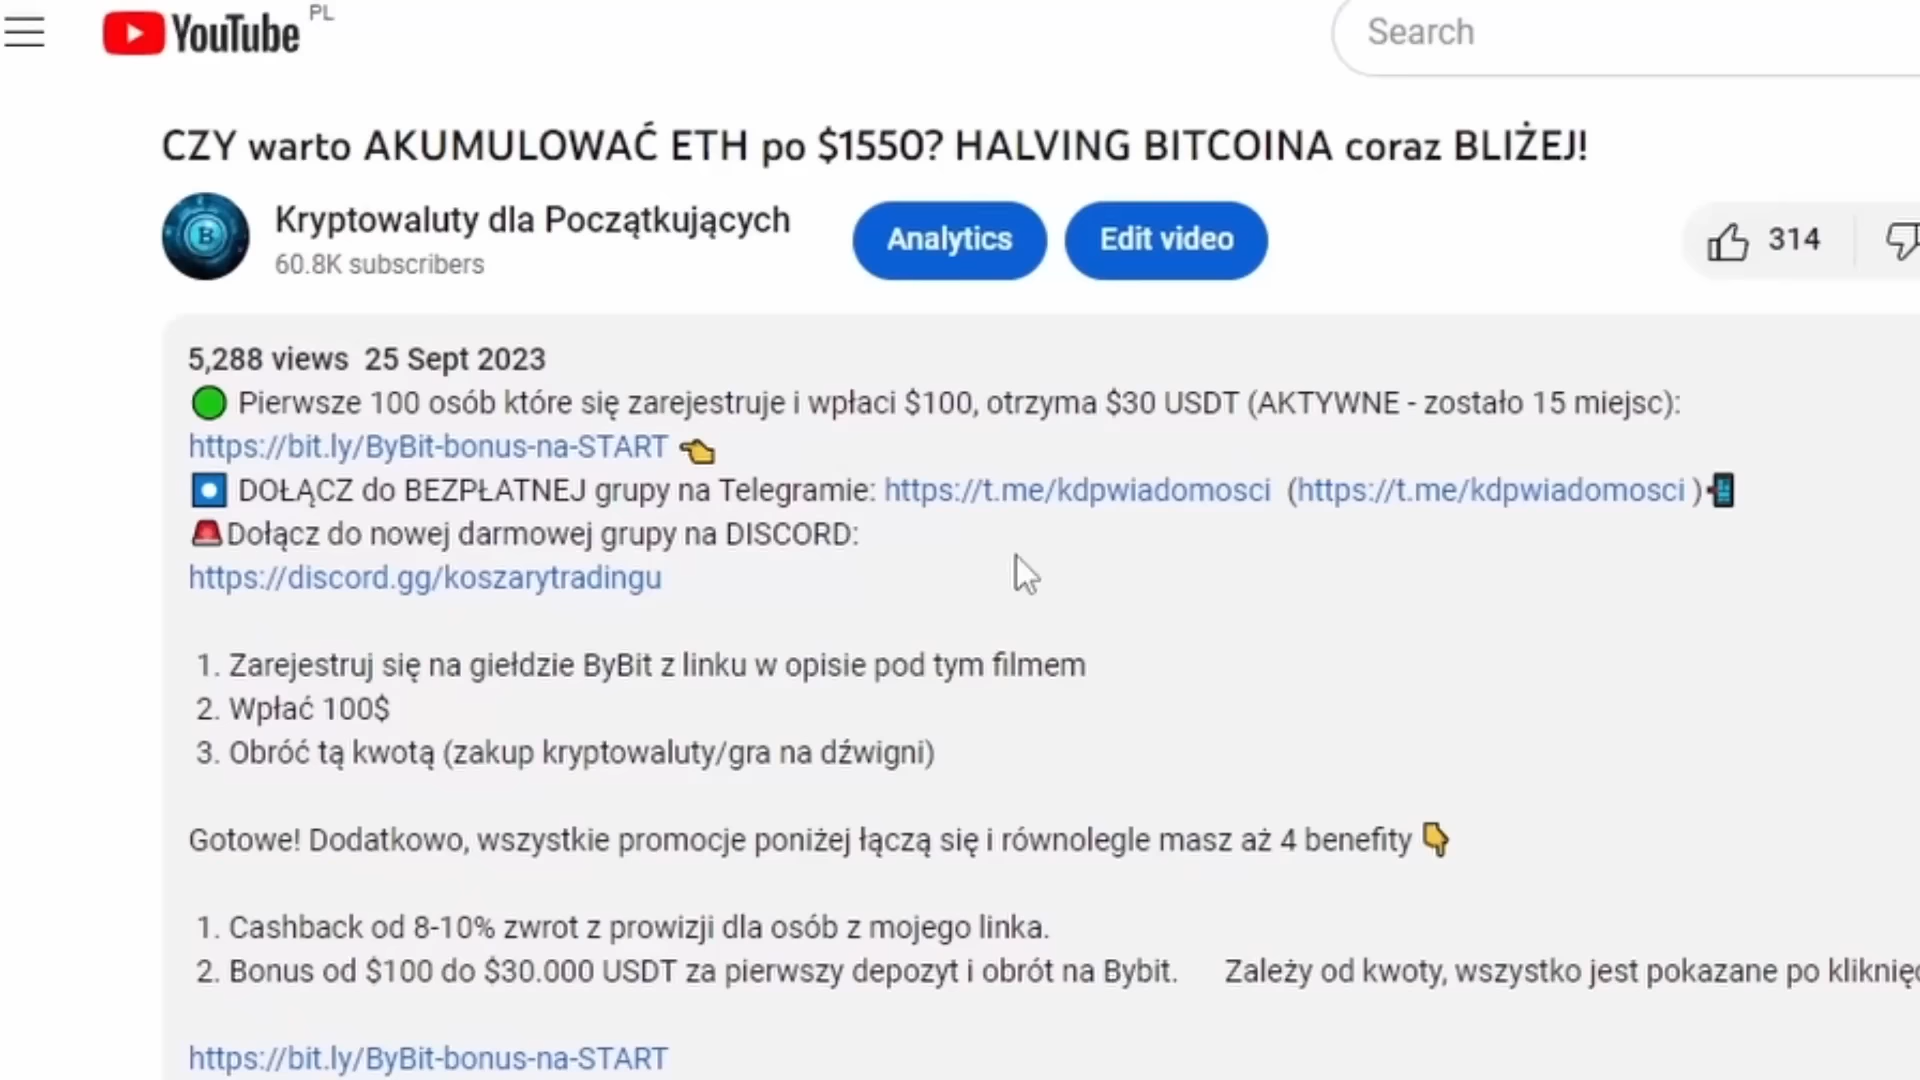 YouTube PL
Search
CZY warto AKUMULOWAĆ ETH po $1550? HALVING BITCOINA coraz BLIŻEJ!
Kryptowaluty dla Początkujących
60.8K subscribers
Analytics
Edit video
314
5,288 views 25 Sept 2023
Pierwsze 100 osób które się zarejestruje i wpłaci $100, otrzyma $30 USDT (AKTYWNE - zostało 15 miejsc):
https://bit.ly/ByBit-bonus-na-START
DOŁĄCZ do BEZPŁATNEJ grupy na Telegramie: https://t.me/kdpwiadomosci (https://t.me/kdpwiadomosci )
Dołącz do nowej darmowej grupy na DISCORD:
https://discord.gg/koszarytradingu
1. Zarejestruj się na giełdzie ByBit z linku w opisie pod tym filmem
2. Wpłać 100$
3. Obróć tą kwotą (zakup kryptowaluty/gra na dźwigni)
Gotowe! Dodatkowo, wszystkie promocje poniżej łączą się i równolegle masz aż 4 benefity
1. Cashback od 8-10% zwrot z prowizji dla osób z mojego linka.
2. Bonus od $100 do $30.000 USDT za pierwszy depozyt i obrót na Bybit. Zależy od kwoty, wszystko jest pokazane po
https://bit.ly/ByBit-bonus-na-START